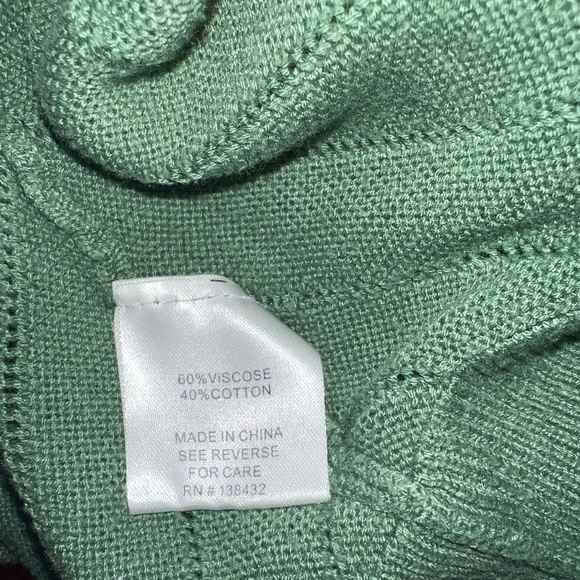 60%ViSCOSE
40%COTTON
MADE IN CHINA
SEE REVERSE
FOR CARE
RN # 138432